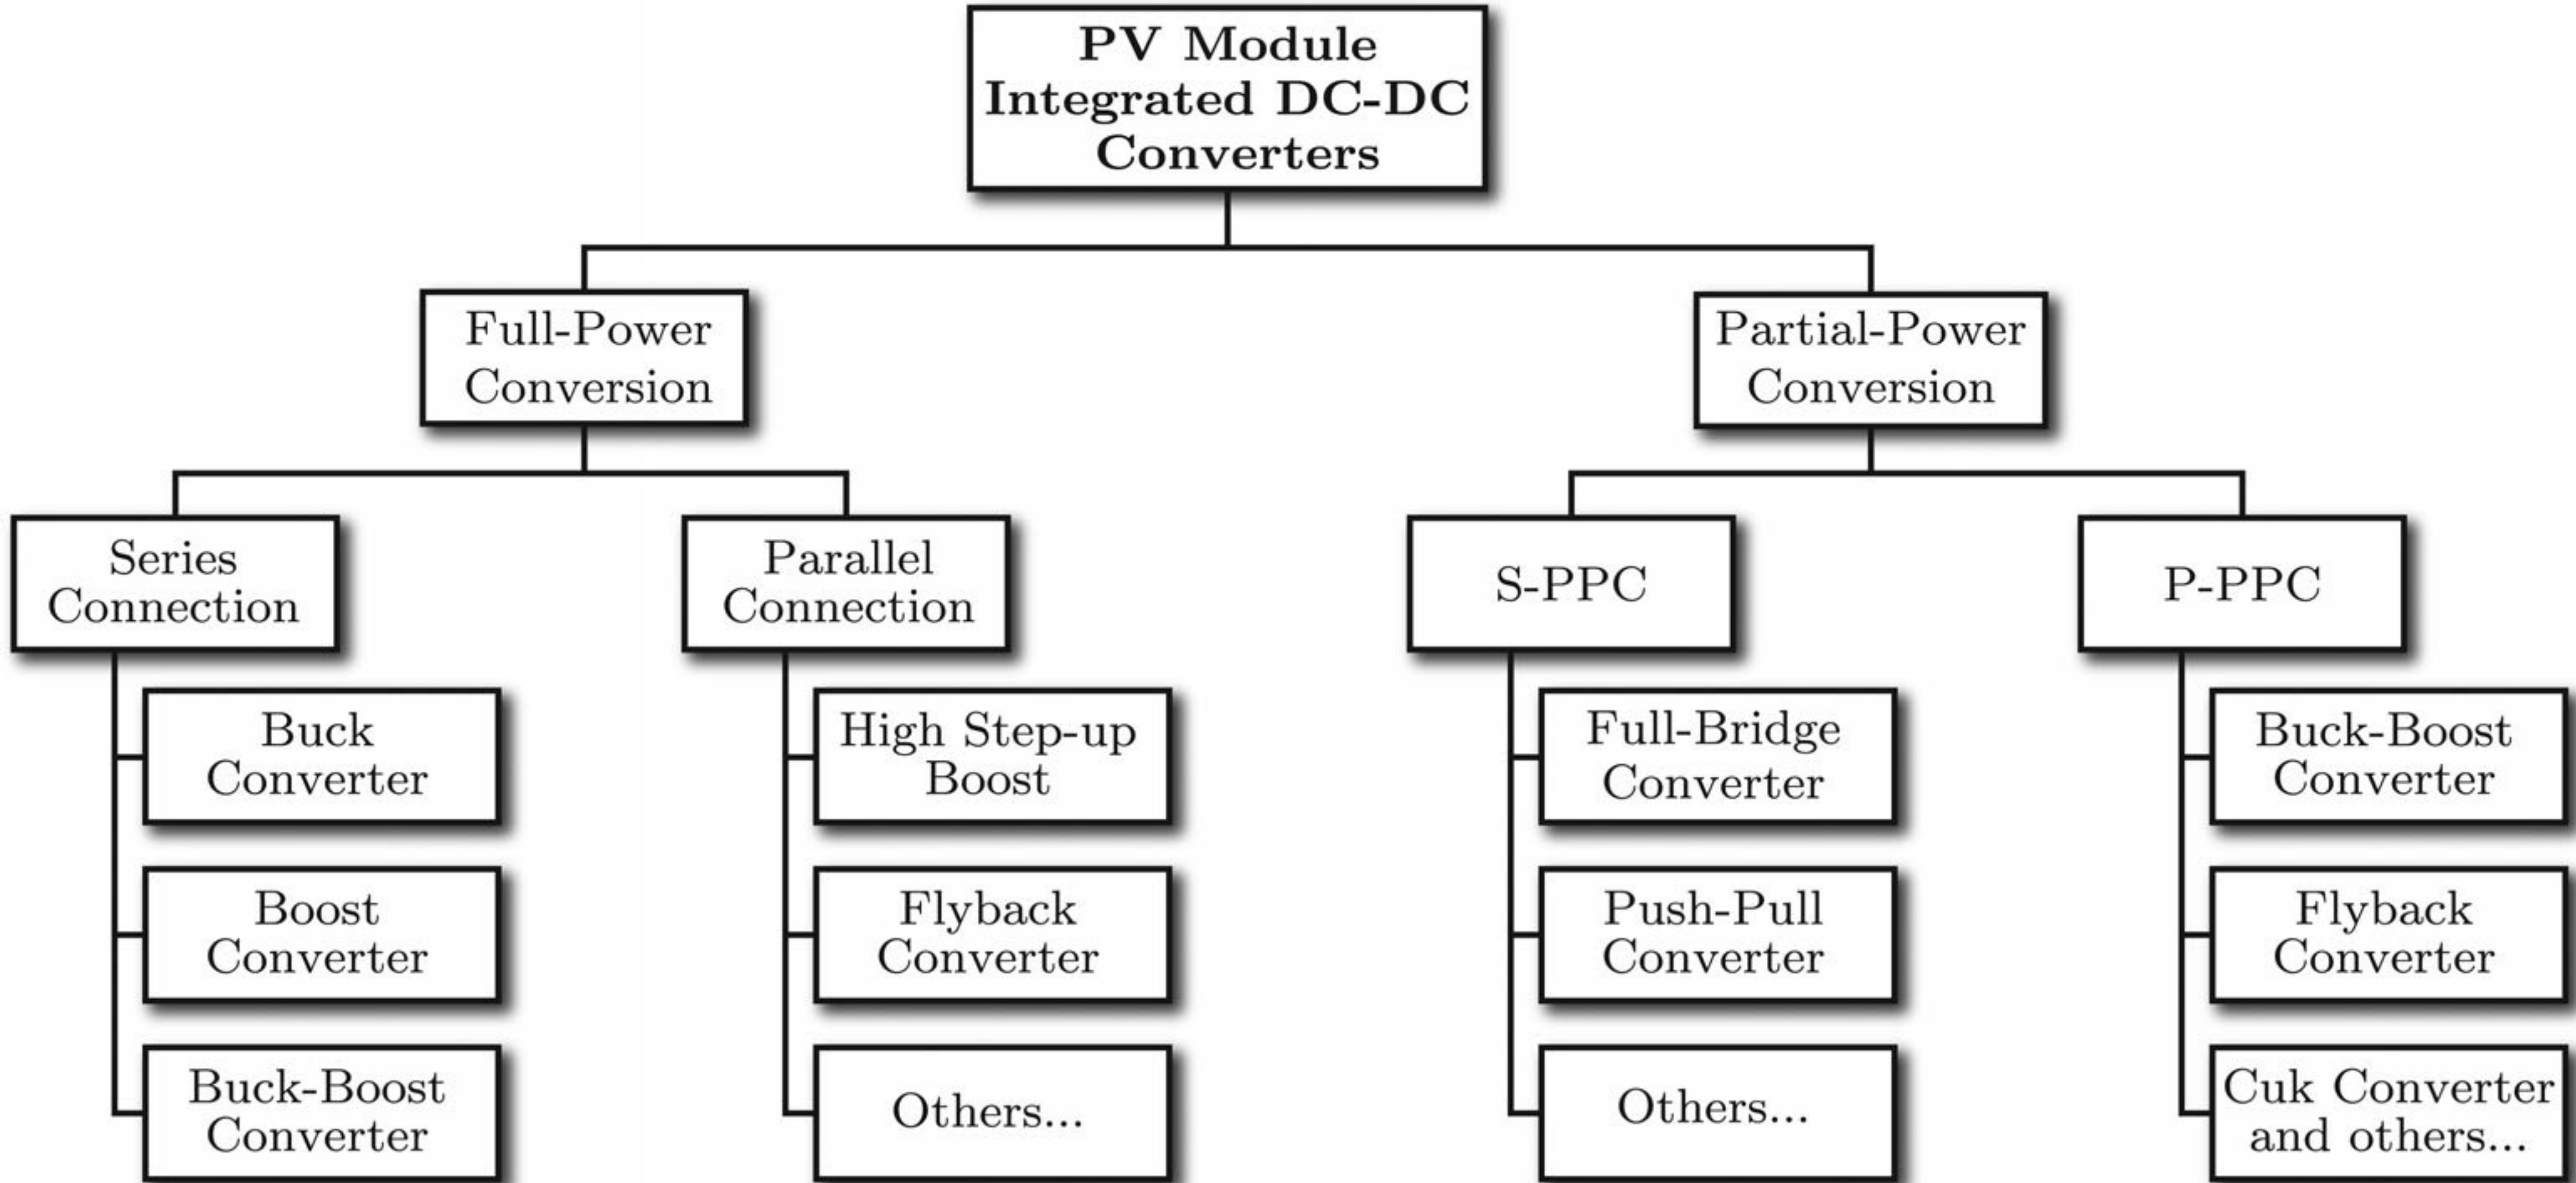 PV Module
Integrated DC-DC
Converters
Full-Power
Conversion
Partial-Power
Conversion
Series
Connection
Parallel
Connection
S-PPC
P-PPC
Buck
Converter
High Step-up
Boost
Full-Bridge
Converter
Buck-Boost
Converter
Boost
Converter
Flyback
Converter
Push-Pull
Converter
Flyback
Converter
Buck-Boost
Converter
Others...
Others...
Cuk Converter
and others...